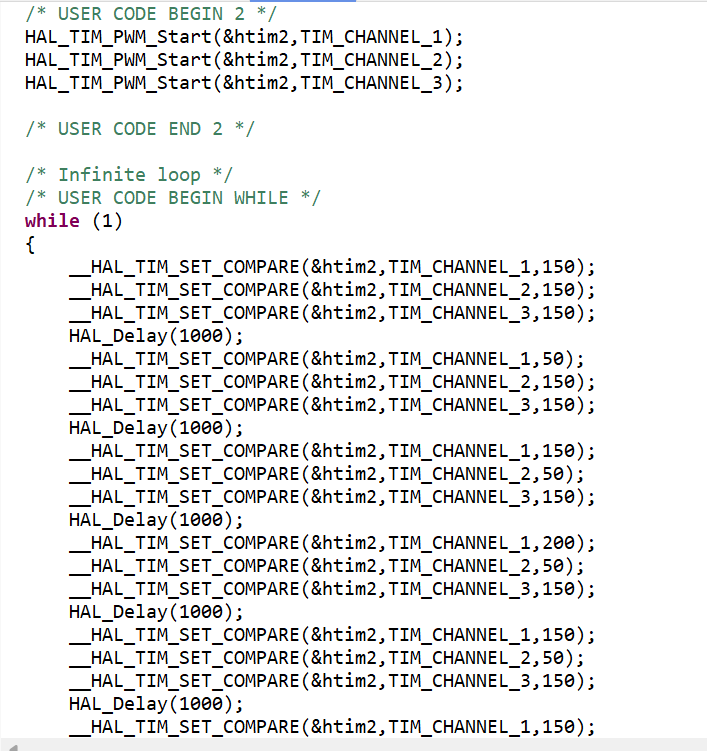 /* USER CODE BEGIN 2 */
HAL_TIM_PWM_Start(&htim2,TIM_CHANNEL_1);
HAL_TIM_PWM_Start(&htim2,TIM_CHANNEL_2);
HAL_TIM_PWM_Start(&htim2,TIM_CHANNEL_3);
/* USER CODE END 2 */
/* Infinite loop */
/* USER CODE BEGIN WHILE */
while (1)
{
__HAL_TIM_SET_COMPARE(&htim2,TIM_CHANNEL_1,150);
__HAL_TIM_SET_COMPARE(&htim2,TIM_CHANNEL_2,150);
__HAL_TIM_SET_COMPARE(&htim2,TIM_CHANNEL_3,150);
HAL_Delay(1000);
__HAL_TIM_SET_COMPARE(&htim2,TIM_CHANNEL_1,50);
__HAL_TIM_SET_COMPARE(&htim2,TIM_CHANNEL_2,150);
__HAL_TIM_SET_COMPARE(&htim2,TIM_CHANNEL_3,150);
HAL_Delay(1000);
__HAL_TIM_SET_COMPARE(&htim2,TIM_CHANNEL_1,150);
__HAL_TIM_SET_COMPARE(&htim2,TIM_CHANNEL_2,50);
__HAL_TIM_SET_COMPARE(&htim2,TIM_CHANNEL_3,150);
HAL_Delay(1000);
__HAL_TIM_SET_COMPARE(&htim2,TIM_CHANNEL_1,200);
__HAL_TIM_SET_COMPARE(&htim2,TIM_CHANNEL_2,50);
__HAL_TIM_SET_COMPARE(&htim2,TIM_CHANNEL_3,150);
HAL_Delay(1000);
__HAL_TIM_SET_COMPARE(&htim2,TIM_CHANNEL_1,150);
__HAL_TIM_SET_COMPARE(&htim2,TIM_CHANNEL_2,50);
__HAL_TIM_SET_COMPARE(&htim2,TIM_CHANNEL_3,150);
HAL_Delay(1000);
__HAL_TIM_SET_COMPARE(&htim2,TIM_CHANNEL_1,150);